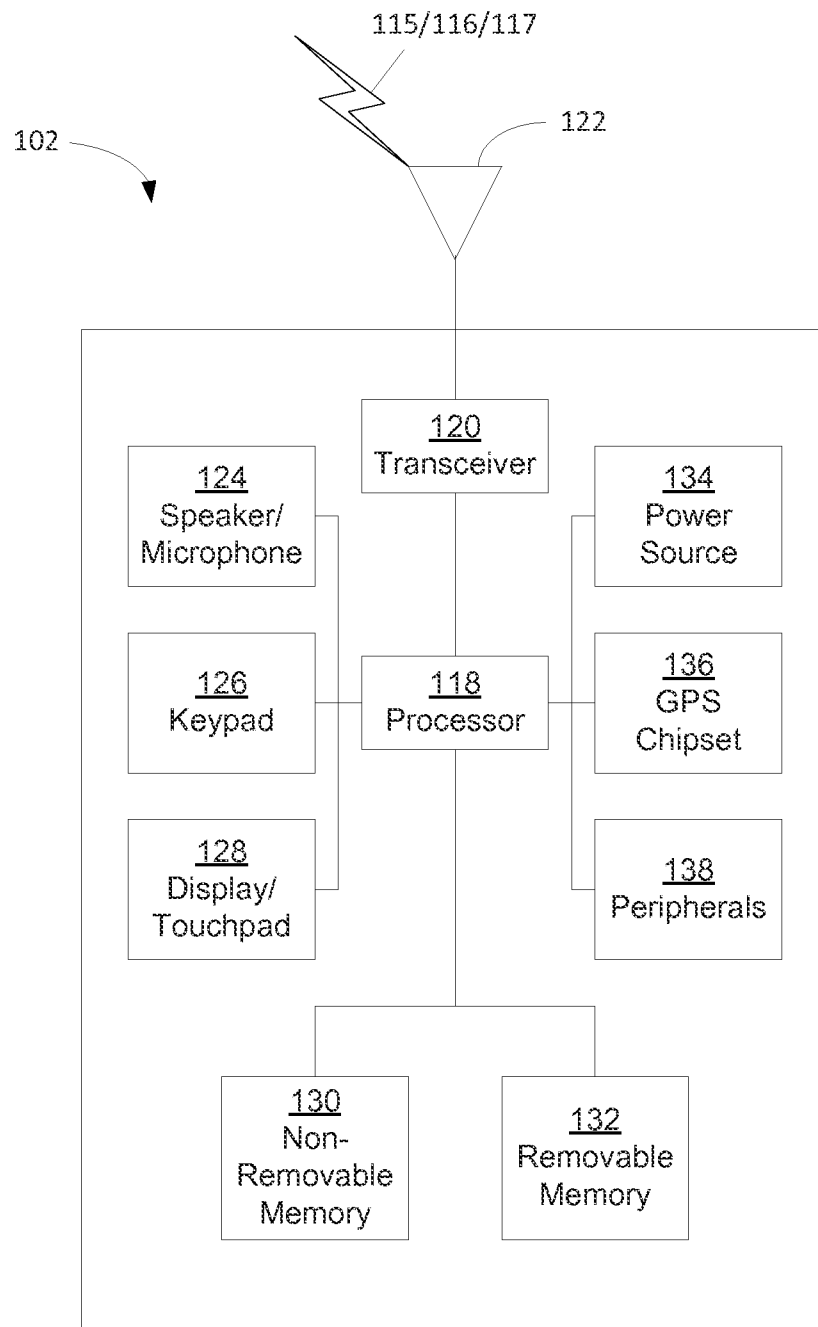 115/116/117
122
102
120
Transceiver
124
Speaker/
Microphone
134
Power
Source
126
Keypad
118
Processor
136
GPS
Chipset
128
Display/
Touchpad
138
Peripherals
130
Non-
Removable
Memory
132
Removable
Memory